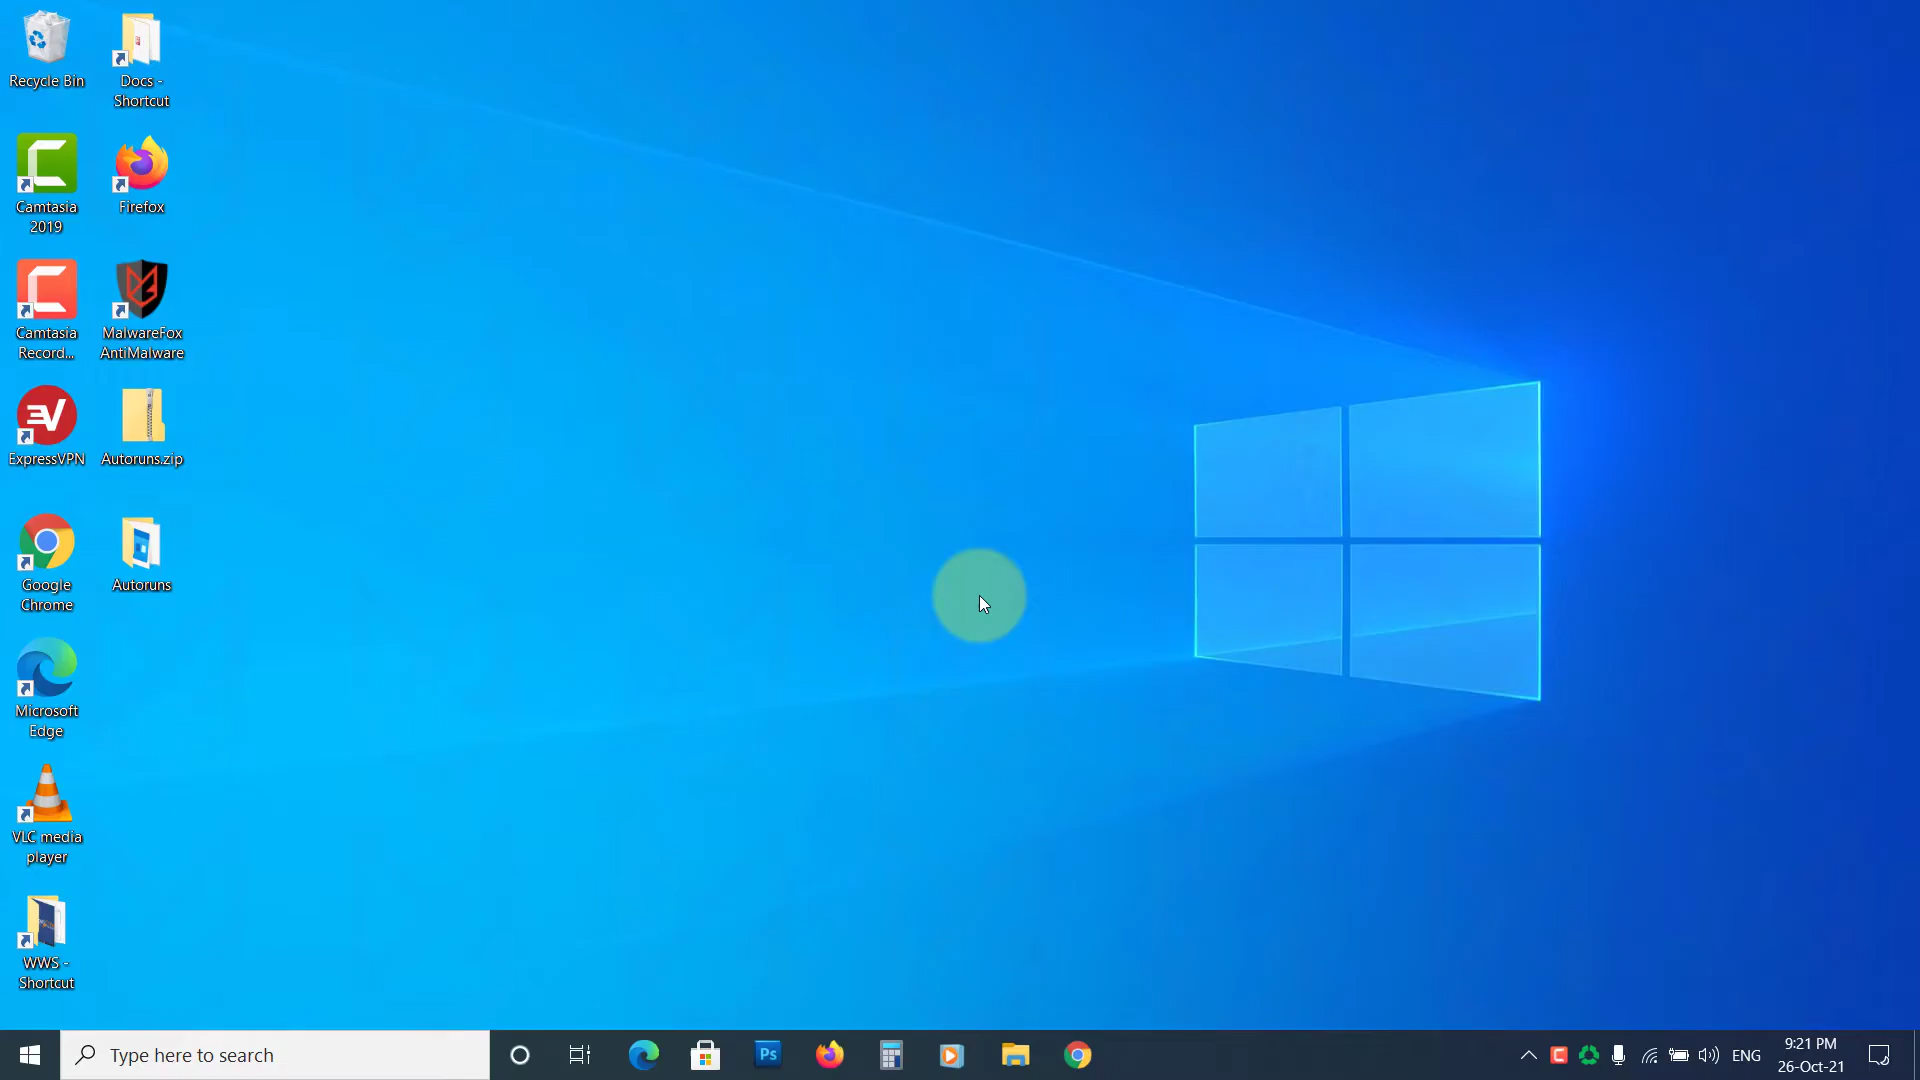 Recycle Bin
Docs -
Shortcut
Camtasia
2019
Firefox
Camtasia
Record...
MalwareFox
AntiMalware
ExpressVPN
Autoruns.zip
Google
Chrome
Autoruns
Microsoft
Edge
VLC media
player
WWS -
Shortcut
Type here to search
Ps
ENG
9:21 PM
26-Oct-21